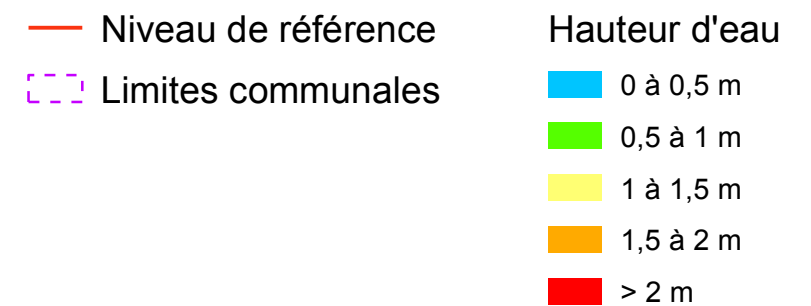 Niveau de référence
Limites communales
Hauteur d'eau
0 à 0,5 m
0,5 à 1 m
1 à 1,5 m
1,5 à 2 m
> 2 m